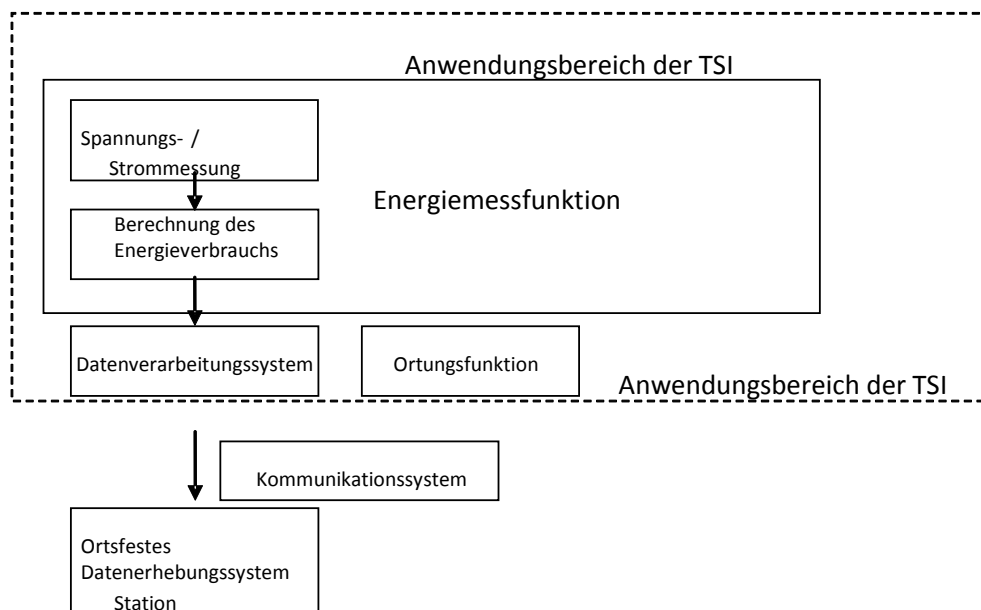 Anwendungsbereich der TSI
Spannungs- /
Strommessung
Energiemessfunktion
Berechnung des
Energieverbrauchs
Datenverarbeitungssystem
Ortungsfunktion
Anwendungsbereich der TSI
Kommunikationssystem
Ortsfestes
Datenerhebungssystem
Station